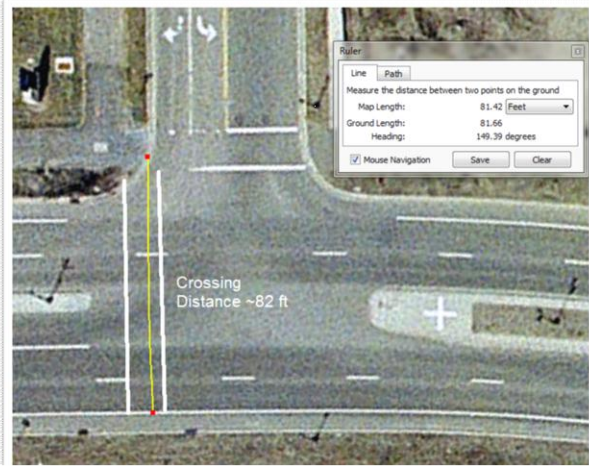 Ruler
Line Path
Measure the distance between two points on the ground
Map Length: 81.42 Feet
Ground Length: 81.66
Heading: 149.39 degrees
Mouse Navigation Save Clear
Crossing
Distance ~82 ft